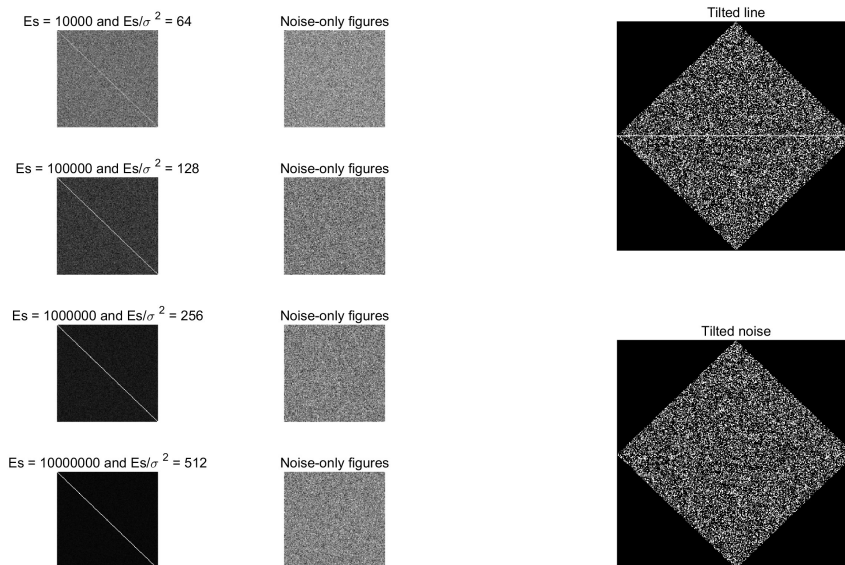 Es = 10000 and Es/σ ² = 64
Noise-only figures
Tilted line
Es = 100000 and Es/σ ² = 128
Noise-only figures
Es = 1000000 and Es/σ ² = 256
Noise-only figures
Tilted noise
Es = 10000000 and Es/σ ² = 512
Noise-only figures